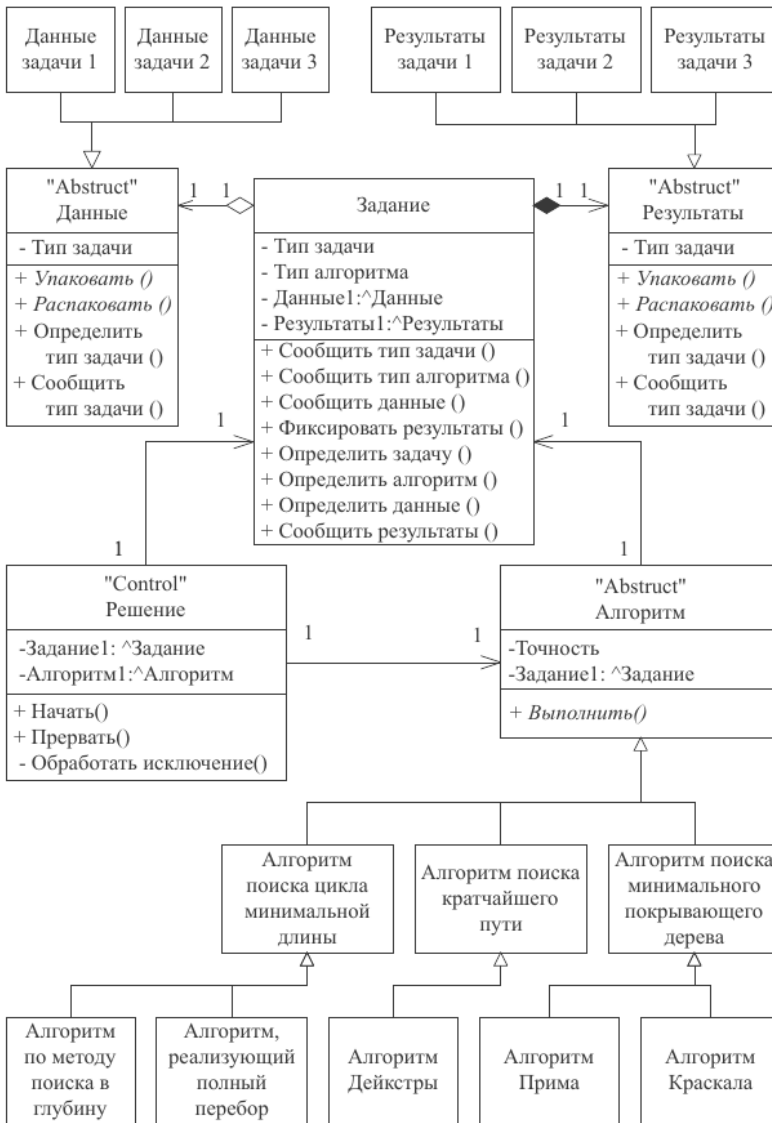 Данные
задачи 1
Данные
задачи 2
Данные
задачи 3
Результаты
задачи 1
Результаты
задачи 2
Результаты
задачи 3
"Abstruct"
Данные
- Тип задачи
+ Упаковать ()
+ Распаковать ()
+ Определить
тип задачи ()
+ Сообщить
тип задачи ()
1
1
Задание
- Тип задачи
- Тип алгоритма
- Данные1:^Данные
- Результаты1:^Результаты
+ Сообщить тип задачи ()
+ Сообщить тип алгоритма ()
+ Сообщить данные ()
+ Фиксировать результаты ()
+ Определить задачу ()
+ Определить алгоритм ()
+ Определить данные ()
+ Сообщить результаты ()
1
1
"Abstruct"
Результаты
- Тип задачи
+ Упаковать ()
+ Распаковать ()
+ Определить
тип задачи ()
+ Сообщить
тип задачи ()
1
1
1
1
"Control"
Решение
-Задание1: ^Задание
-Алгоритм1:^Алгоритм
+ Начать()
+ Прервать()
- Обработать исключение()
1
1
"Abstruct"
Алгоритм
-Точность
-Задание1: ^Задание
+ Выполнить()
Алгоритм
поиска цикла
минимальной
длины
Алгоритм поиска
кратчайшего
пути
Алгоритм поиска
минимального
покрывающего
дерева
Алгоритм
по методу
поиска в
глубину
Алгоритм,
реализующий
полный
перебор
Алгоритм
Дейкстры
Алгоритм
Прима
Алгоритм
Краскала